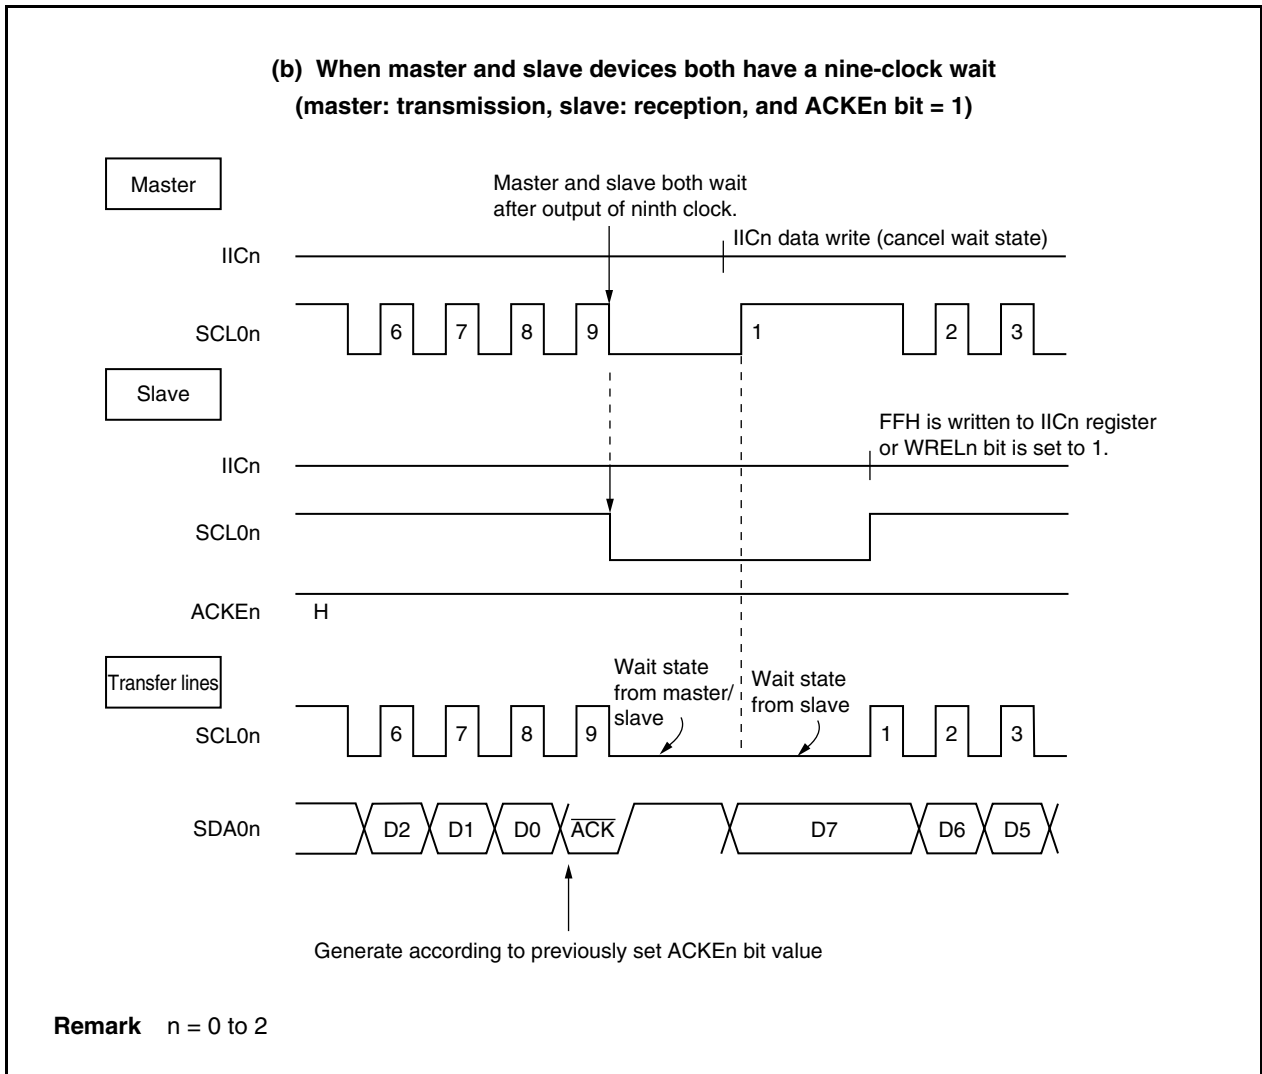 (b) When master and slave devices both have a nine-clock wait
(master: transmission, slave: reception, and ACKEn bit = 1)
Master
Master and slave both wait
after output of ninth clock.
IICn data write (cancel wait state)
IICn
SCL0n 6 7 8 9 1 2 3
Slave
FFH is written to IICn register
or WRELn bit is set to 1.
IICn
SCL0n
ACKEn H
Transfer lines
Wait state
from master/
slave
Wait state
from slave
SCL0n 6 7 8 9 1 2 3
SDA0n D2 D1 D0 A̅C̅K̅ D7 D6 D5
Generate according to previously set ACKEn bit value
Remark n = 0 to 2